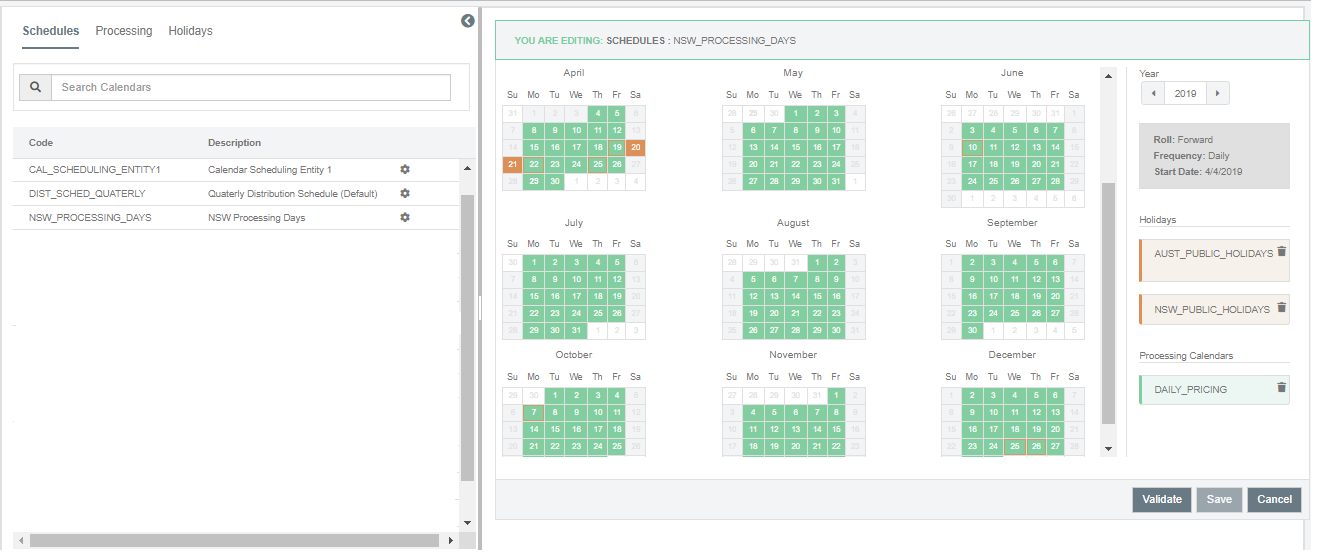 Schedules Processing Holidays
Search Calendars
Code Description
CAL_SCHEDULING_ENTITY1 Calendar Scheduling Entity 1
DIST_SCHED_QUATERLY Quaterly Distribution Schedule (Default)
NSW_PROCESSING_DAYS NSW Processing Days
YOU ARE EDITING: SCHEDULES : NSW_PROCESSING_DAYS
April
Su Mo Tu We Th Fr Sa
31 1 2 3 4 5 6
7 8 9 10 11 12 13
14 15 16 17 18 19 20
21 22 23 24 25 26 27
28 29 30 1 2 3 4
May
Su Mo Tu We Th Fr Sa
28 29 30 1 2 3 4
5 6 7 8 9 10 11
12 13 14 15 16 17 18
19 20 21 22 23 24 25
26 27 28 29 30 31 1
June
Su Mo Tu We Th Fr Sa
26 27 28 29 30 31 1
2 3 4 5 6 7 8
9 10 11 12 13 14 15
16 17 18 19 20 21 22
23 24 25 26 27 28 29
30 1 2 3 4 5 6
July
Su Mo Tu We Th Fr Sa
30 1 2 3 4 5 6
7 8 9 10 11 12 13
14 15 16 17 18 19 20
21 22 23 24 25 26 27
28 29 30 31 1 2 3
August
Su Mo Tu We Th Fr Sa
28 29 30 31 1 2 3
4 5 6 7 8 9 10
11 12 13 14 15 16 17
18 19 20 21 22 23 24
25 26 27 28 29 30 31
September
Su Mo Tu We Th Fr Sa
1 2 3 4 5 6 7
8 9 10 11 12 13 14
15 16 17 18 19 20 21
22 23 24 25 26 27 28
29 30 1 2 3 4 5
October
Su Mo Tu We Th Fr Sa
29 30 1 2 3 4 5
6 7 8 9 10 11 12
13 14 15 16 17 18 19
20 21 22 23 24 25 26
November
Su Mo Tu We Th Fr Sa
27 28 29 30 31 1 2
3 4 5 6 7 8 9
10 11 12 13 14 15 16
17 18 19 20 21 22 23
December
Su Mo Tu We Th Fr Sa
1 2 3 4 5 6 7
8 9 10 11 12 13 14
15 16 17 18 19 20 21
22 23 24 25 26 27 28
Year
2019
Roll: Forward
Frequency: Daily
Start Date: 4/4/2019
Holidays
AUST_PUBLIC_HOLIDAYS
NSW_PUBLIC_HOLIDAYS
Processing Calendars
DAILY_PRICING
Validate Save Cancel